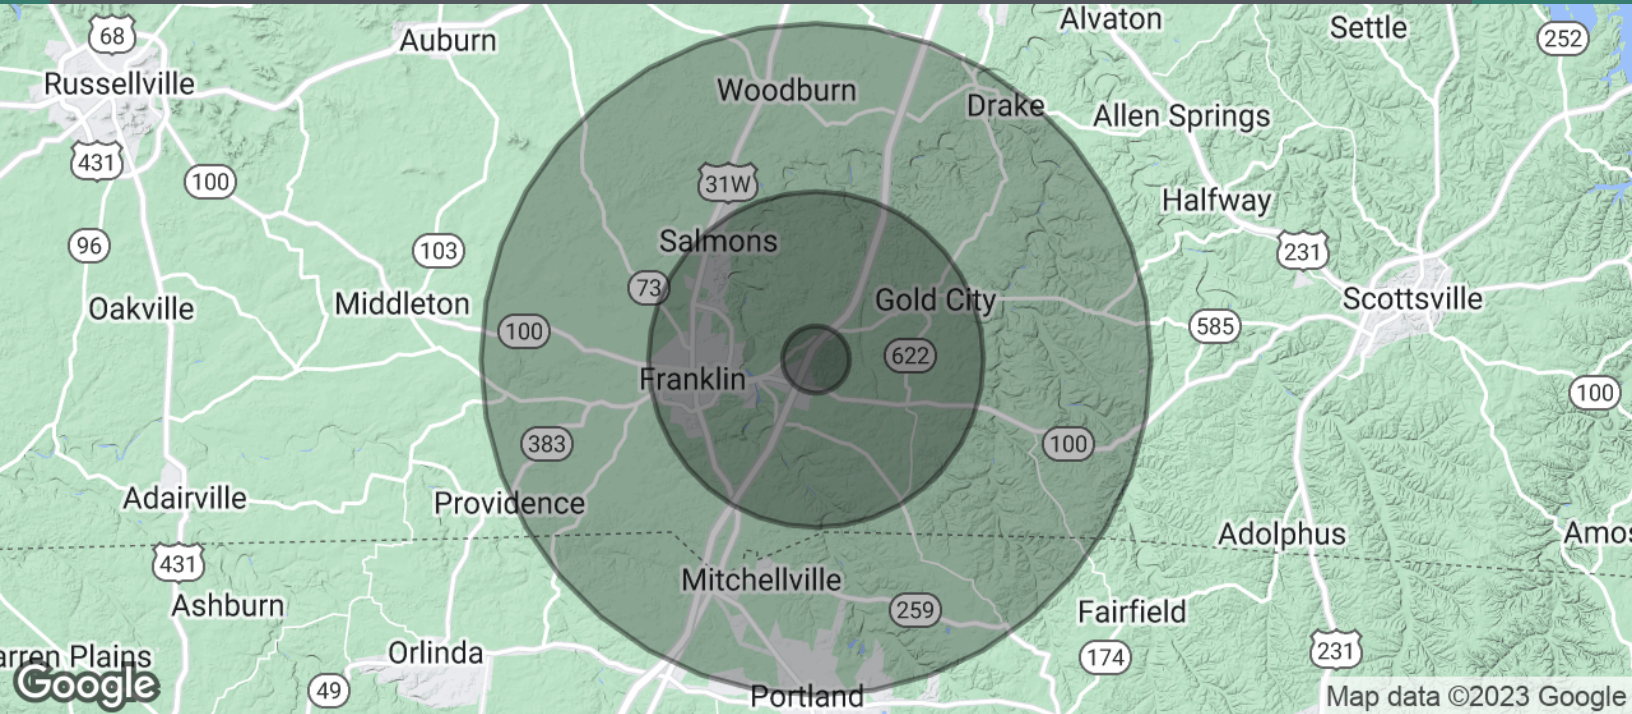 Alvaton
Settle
68
Auburn
252
Russellville
Woodburn
Drake
Allen Springs
431
100
31W
Halfway
Salmons
96
103
231
73
Middleton
Gold City
Scottsville
Oakville
100
585
622
Franklin
100
383
100
Adairville
Providence
Adolphus
Amos
431
Mitchellville
Ashburn
259
Fairfield
Orlinda
231
arren Plains
174
Google
49
Portland
Map data ©2023 Google